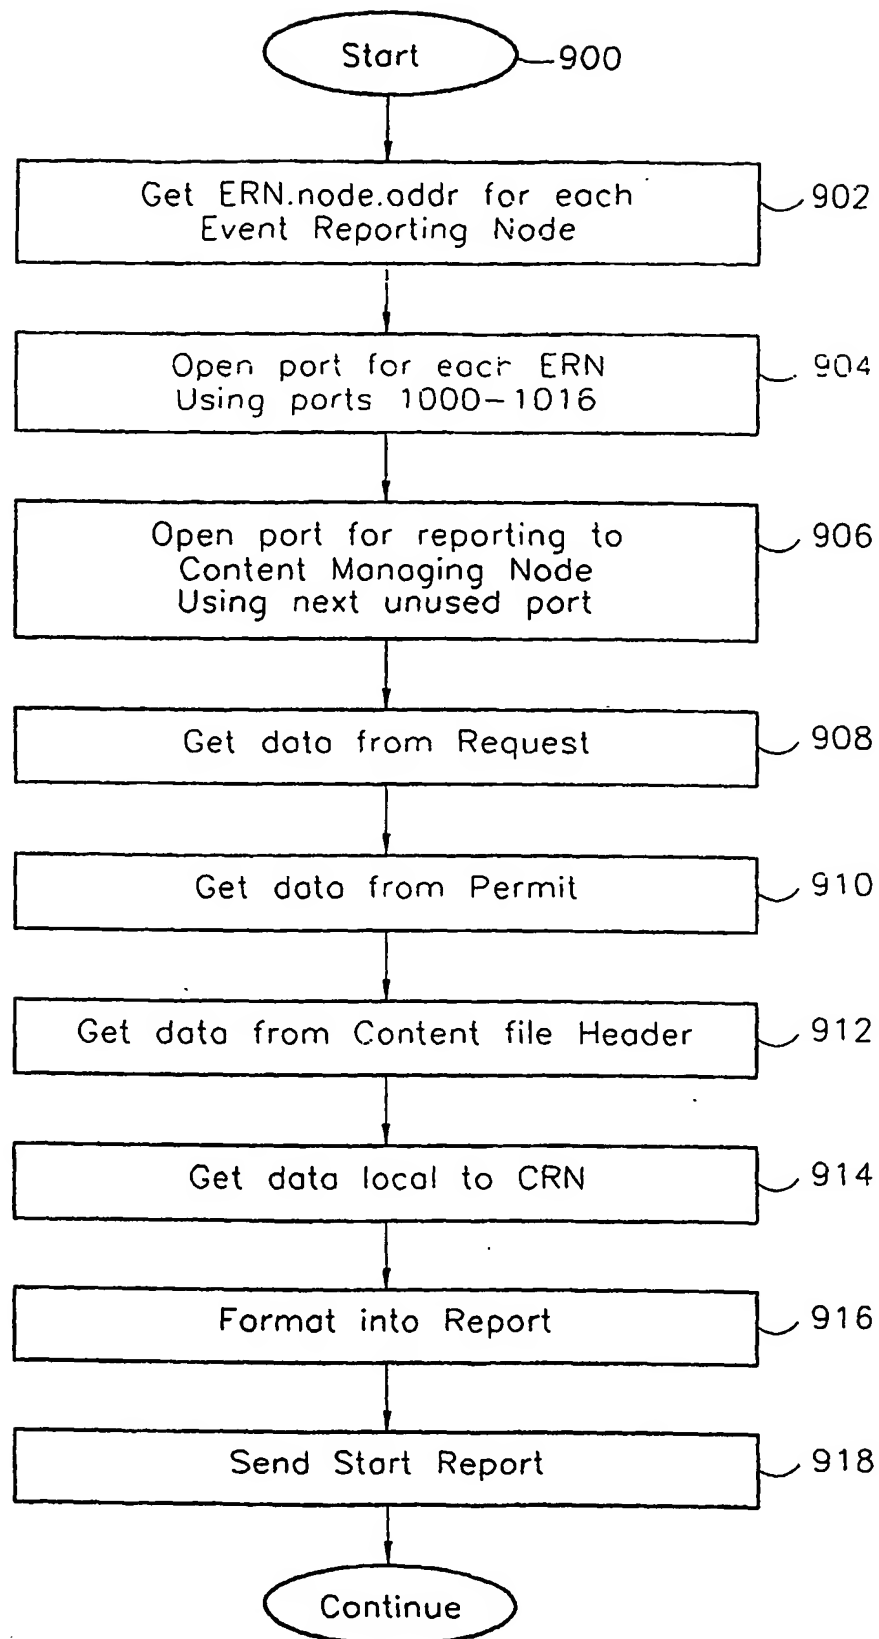 Start
900
Get ERN.node.addr for each
Event Reporting Node
902
Open port for each ERN
Using ports 1000-1016
904
Open port for reporting to
Content Managing Node
Using next unused port
906
Get data from Request
908
Get data from Permit
910
Get data from Content file Header
912
Get data local to CRN
914
Format into Report
916
Send Start Report
918
Continue